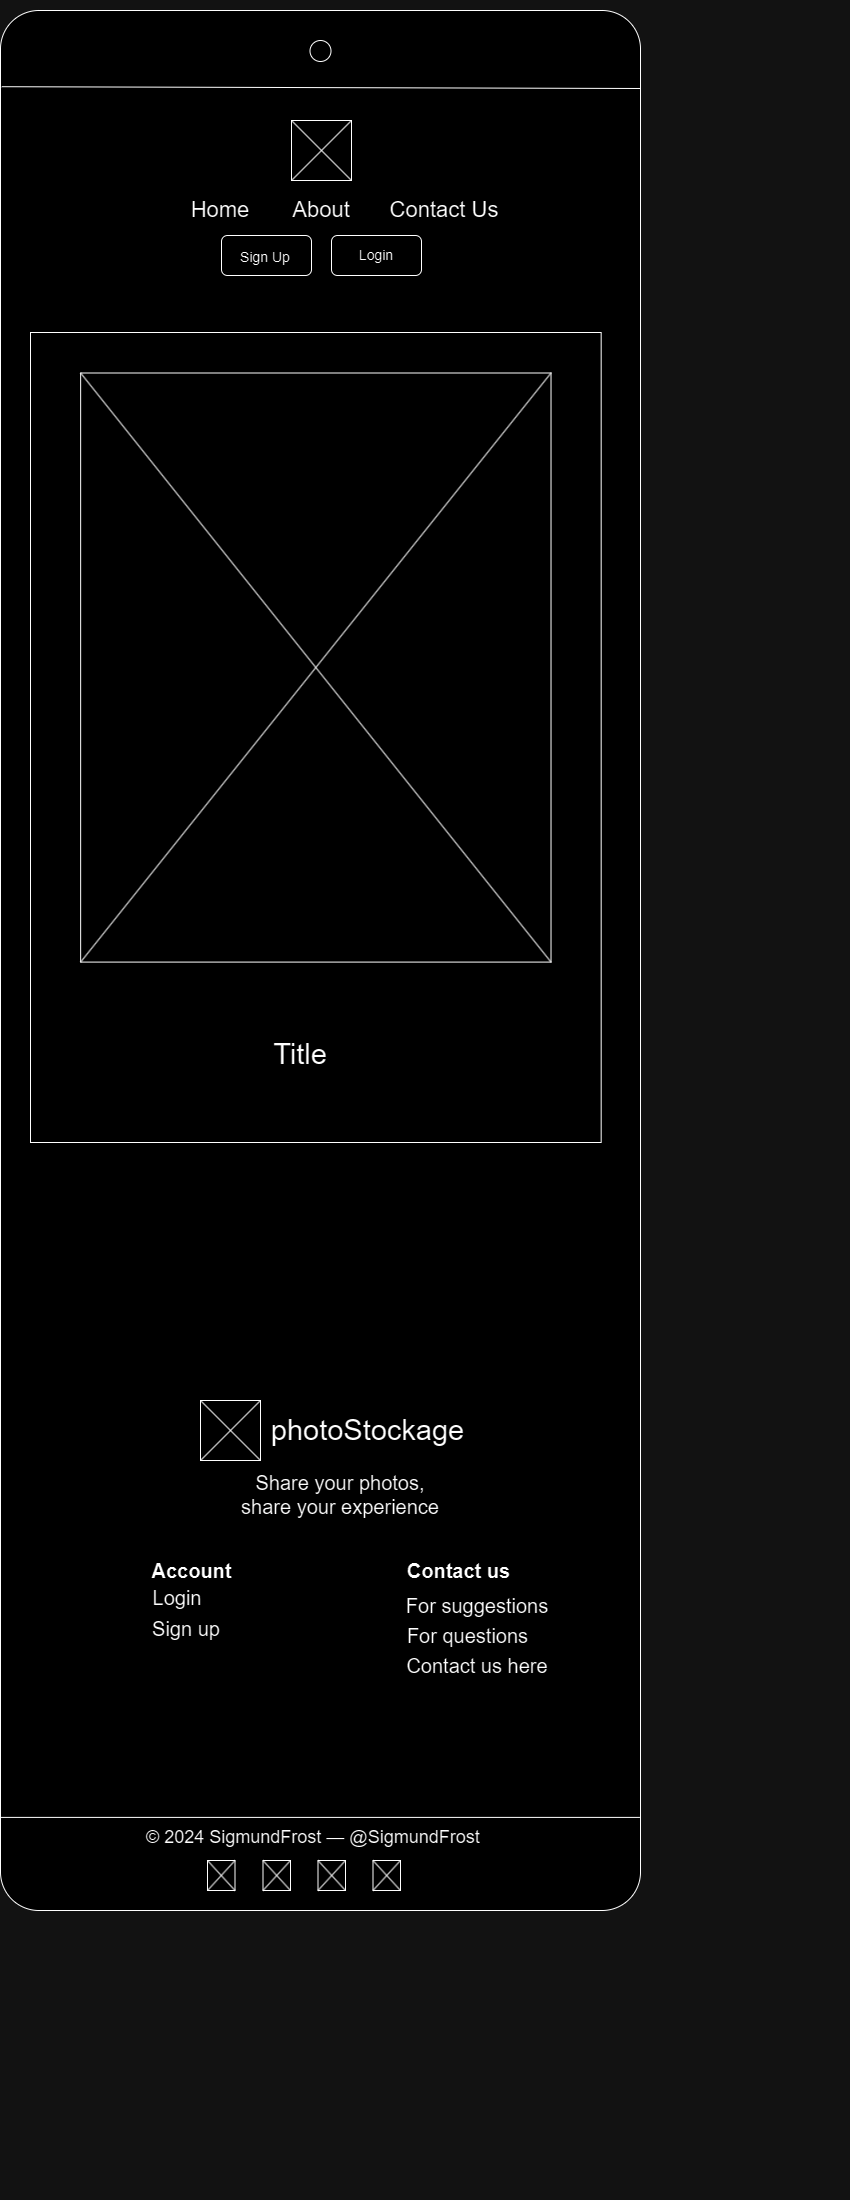 Home About Contact Us
Sign Up Login
Title
photoStockage
Share your photos,
share your experience
Account
Login
Sign up
Contact us
For suggestions
For questions
Contact us here
© 2024 SigmundFrost — @SigmundFrost